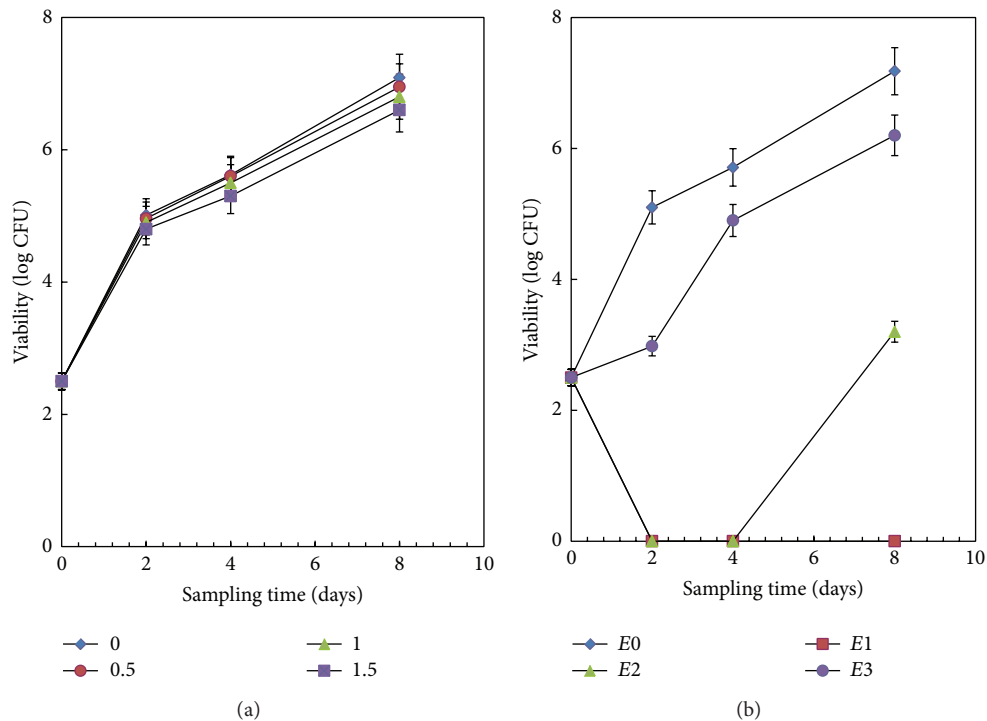 8
6
4
2
0
Viability (log CFU)
0 2 4 6 8 10
Sampling time (days)
0 1
0.5 1.5
(a)
8
6
4
2
0
Viability (log CFU)
0 2 4 6 8 10
Sampling time (days)
E0 E1
E2 E3
(b)